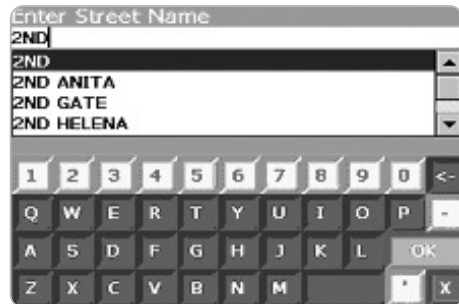 Enter Street Name
2ND
2ND
2ND ANITA
2ND GATE
2ND HELENA
1 2 3 4 5 6 7 8 9 0 <-
Q W E R T Y U I O P -
A S D F G H J K L OK
Z X C V B N M ' X